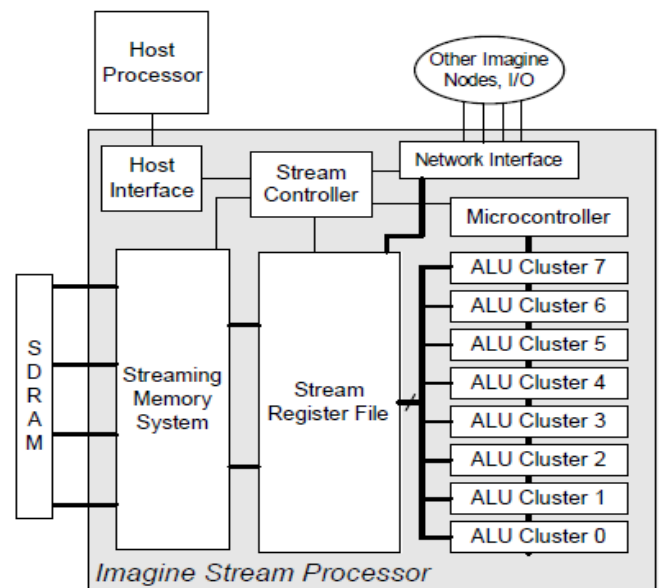 Host
Processor
Other Imagine
Nodes, I/O
Host
Interface
Stream
Controller
Network Interface
Microcontroller
SDRAM
Streaming
Memory
System
Stream
Register File
ALU Cluster 7
ALU Cluster 6
ALU Cluster 5
ALU Cluster 4
ALU Cluster 3
ALU Cluster 2
ALU Cluster 1
ALU Cluster 0
Imagine Stream Processor